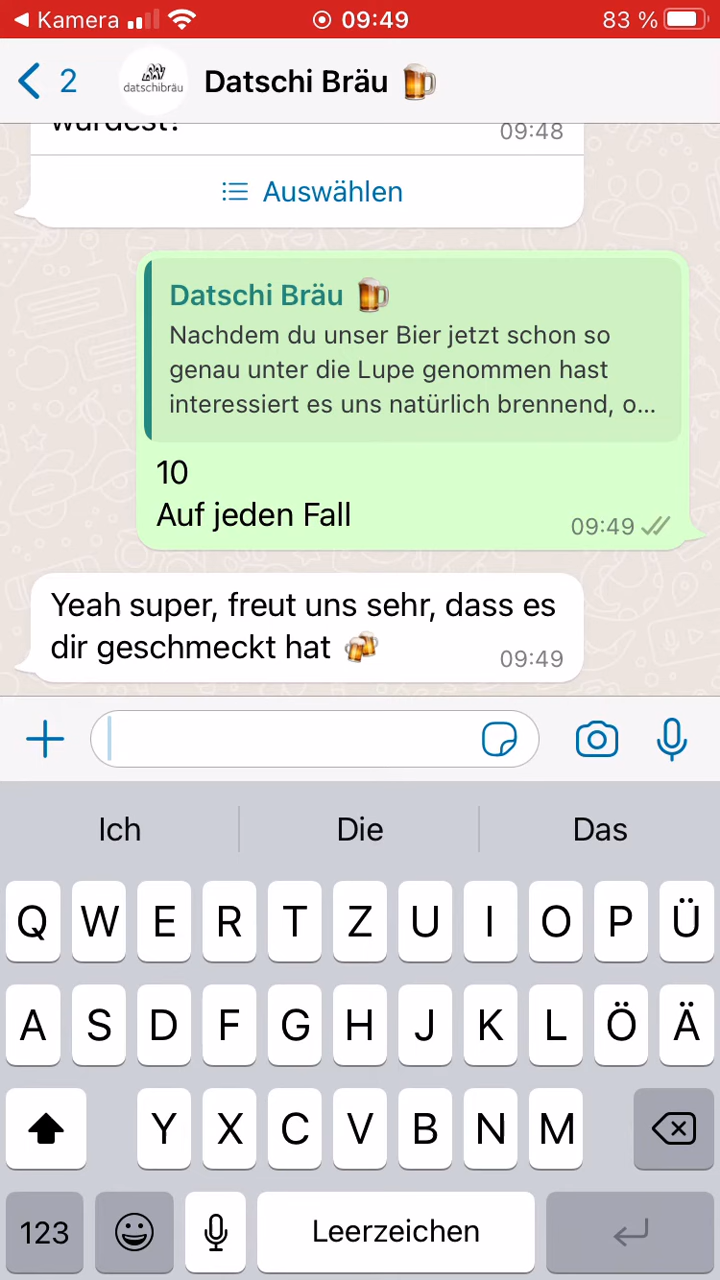 Kamera 09:49 83 %
2 datschibräu Datschi Bräu 🍺
würdest?
09:48
Auswählen
Datschi Bräu 🍺
Nachdem du unser Bier jetzt schon so
genau unter die Lupe genommen hast
interessiert es uns natürlich brennend, o...
10
Auf jeden Fall
09:49
Yeah super, freut uns sehr, dass es
dir geschmeckt hat 🍻
09:49
Ich Die Das
Q W E R T Z U I O P Ü
A S D F G H J K L Ö Ä
Y X C V B N M
123 Leerzeichen